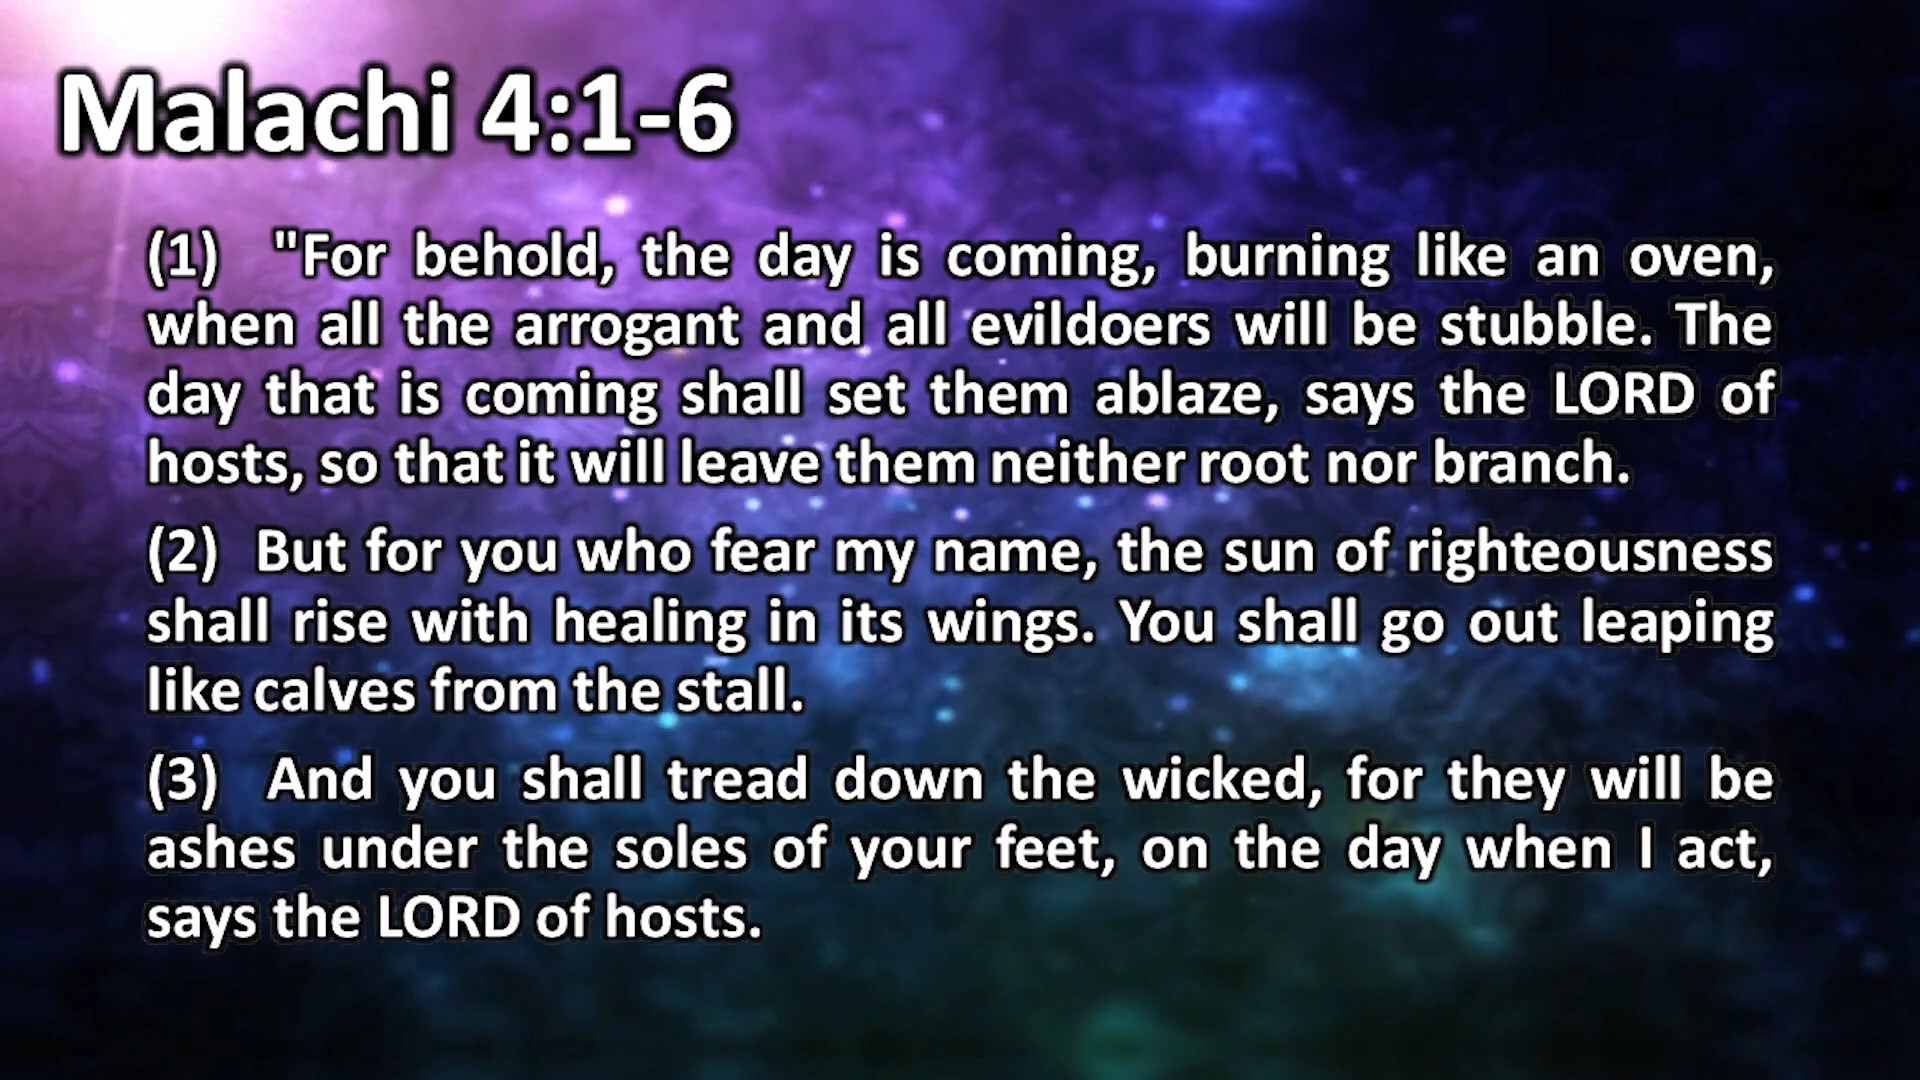 Malachi 4:1-6
(1) "For behold, the day is coming, burning like an oven,
when all the arrogant and all evildoers will be stubble. The
day that is coming shall set them ablaze, says the LORD of
hosts, so that it will leave them neither root nor branch.
(2) But for you who fear my name, the sun of righteousness
shall rise with healing in its wings. You shall go out leaping
like calves from the stall.
(3) And you shall tread down the wicked, for they will be
ashes under the soles of your feet, on the day when I act,
says the LORD of hosts.